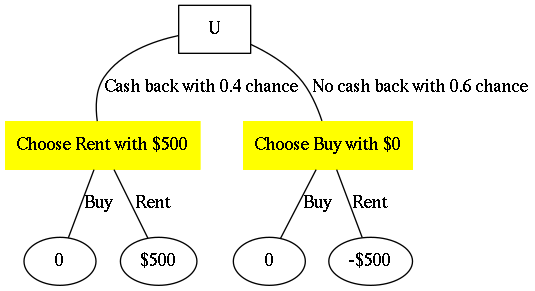 U
Cash back with 0.4 chance
No cash back with 0.6 chance
Choose Rent with $500
Choose Buy with $0
Buy
Rent
Buy
Rent
0
$500
0
-$500